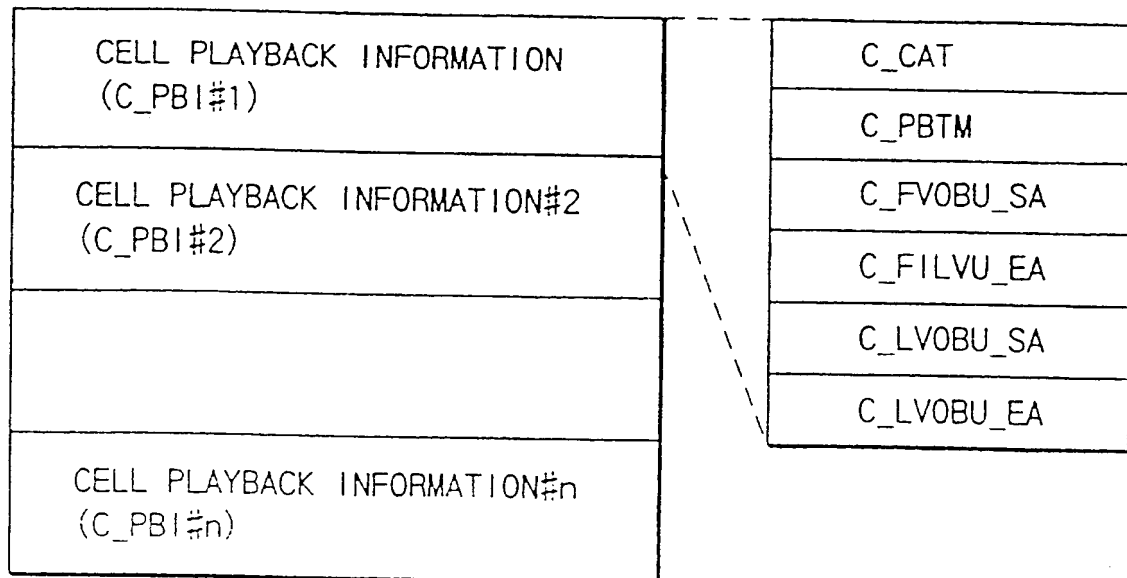 CELL PLAYBACK INFORMATION
(C_PBI#1)
CELL PLAYBACK INFORMATION#2
(C_PBI#2)
CELL PLAYBACK INFORMATION#n
(C_PBI#n)
C_CAT
C_PBTM
C_FVOBU_SA
C_FILVU_EA
C_LVOBU_SA
C_LVOBU_EA